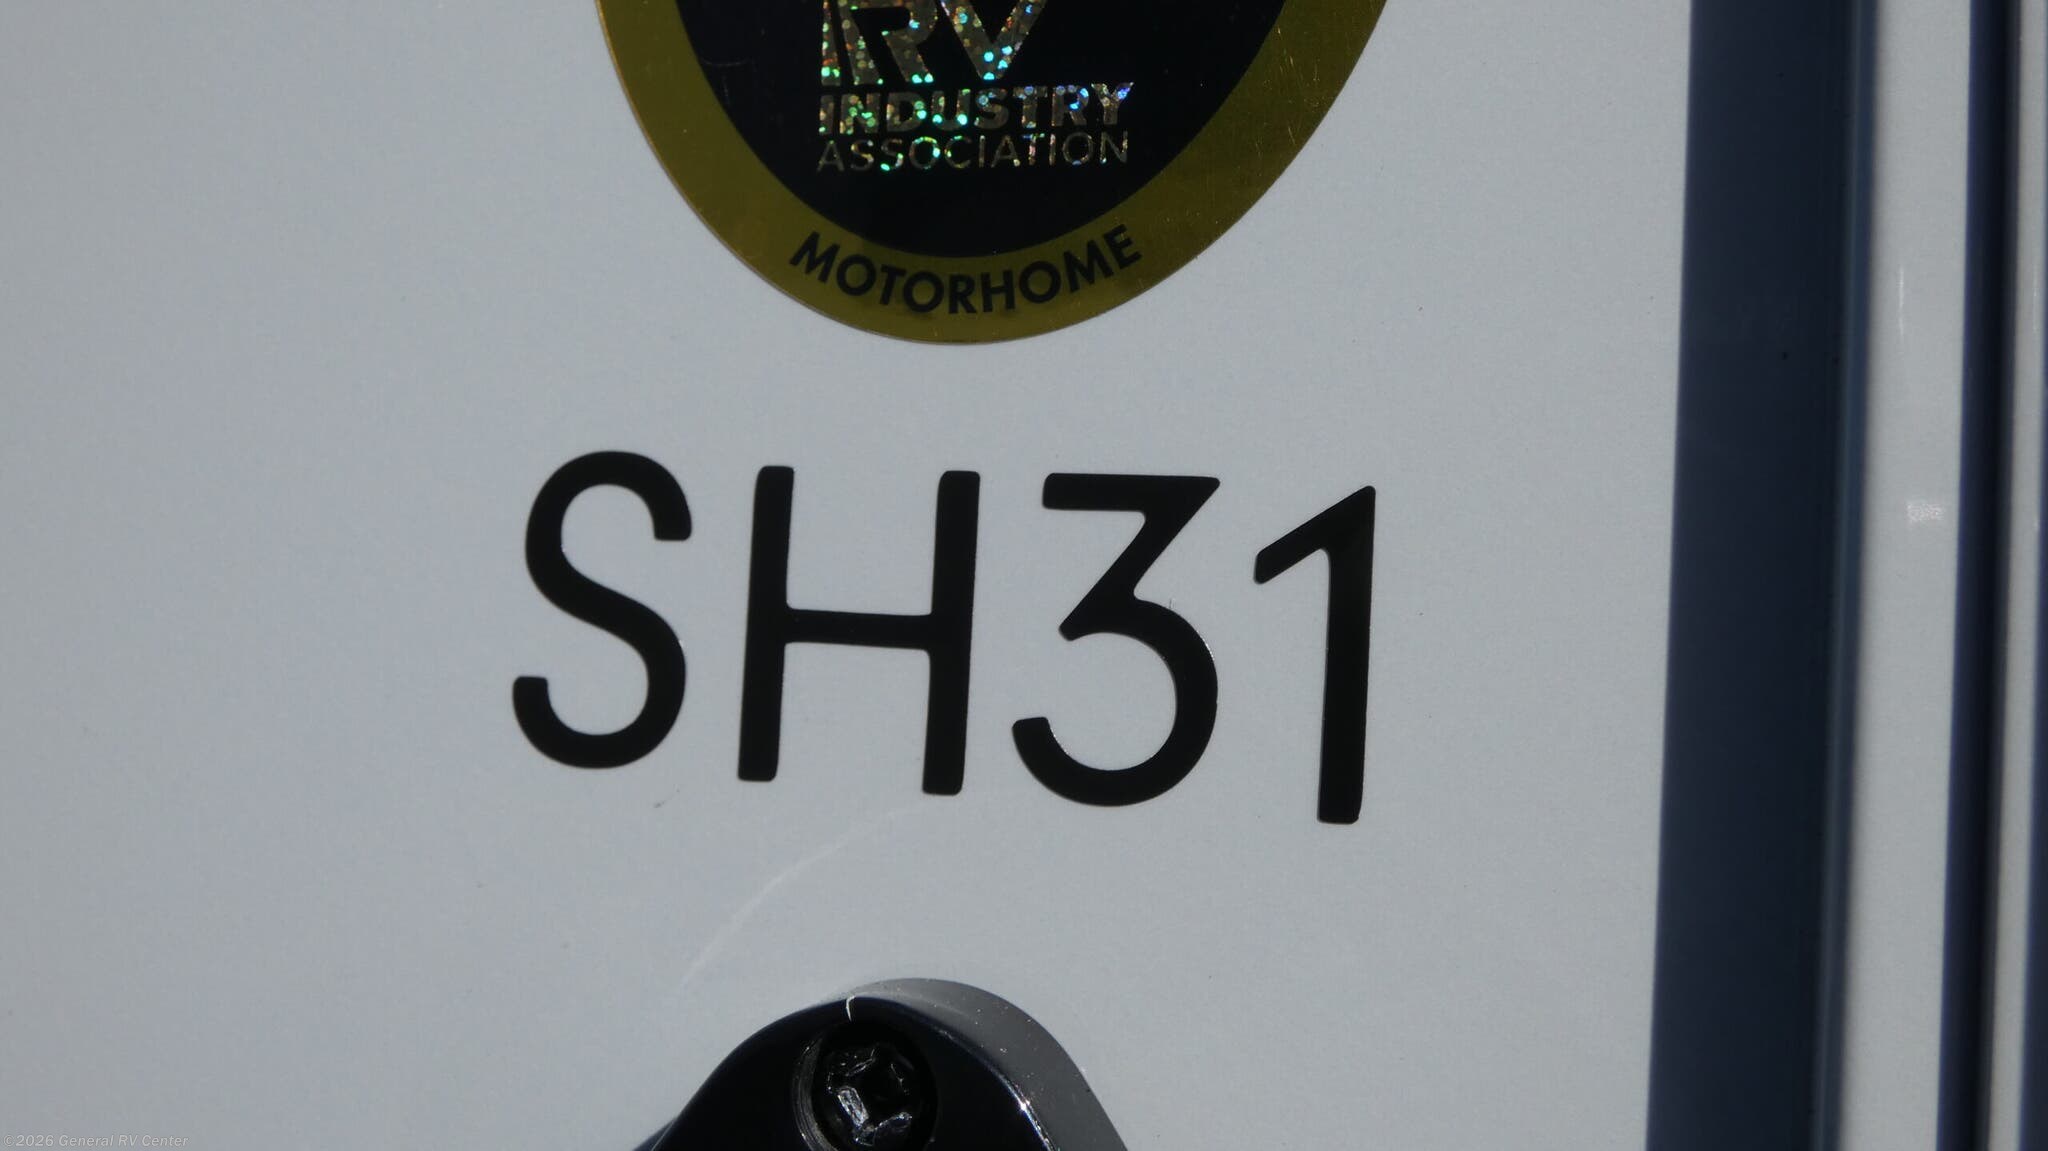 RV
INDUSTRY
ASSOCIATION
MOTORHOME
SH31
©2026 General RV Center